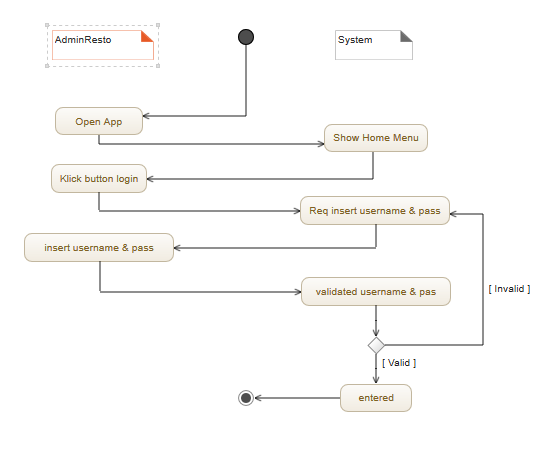 AdminResto
System
Open App
Show Home Menu
Klick button login
Req insert username & pass
insert username & pass
[ Invalid ]
validated username & pas
[ Valid ]
entered